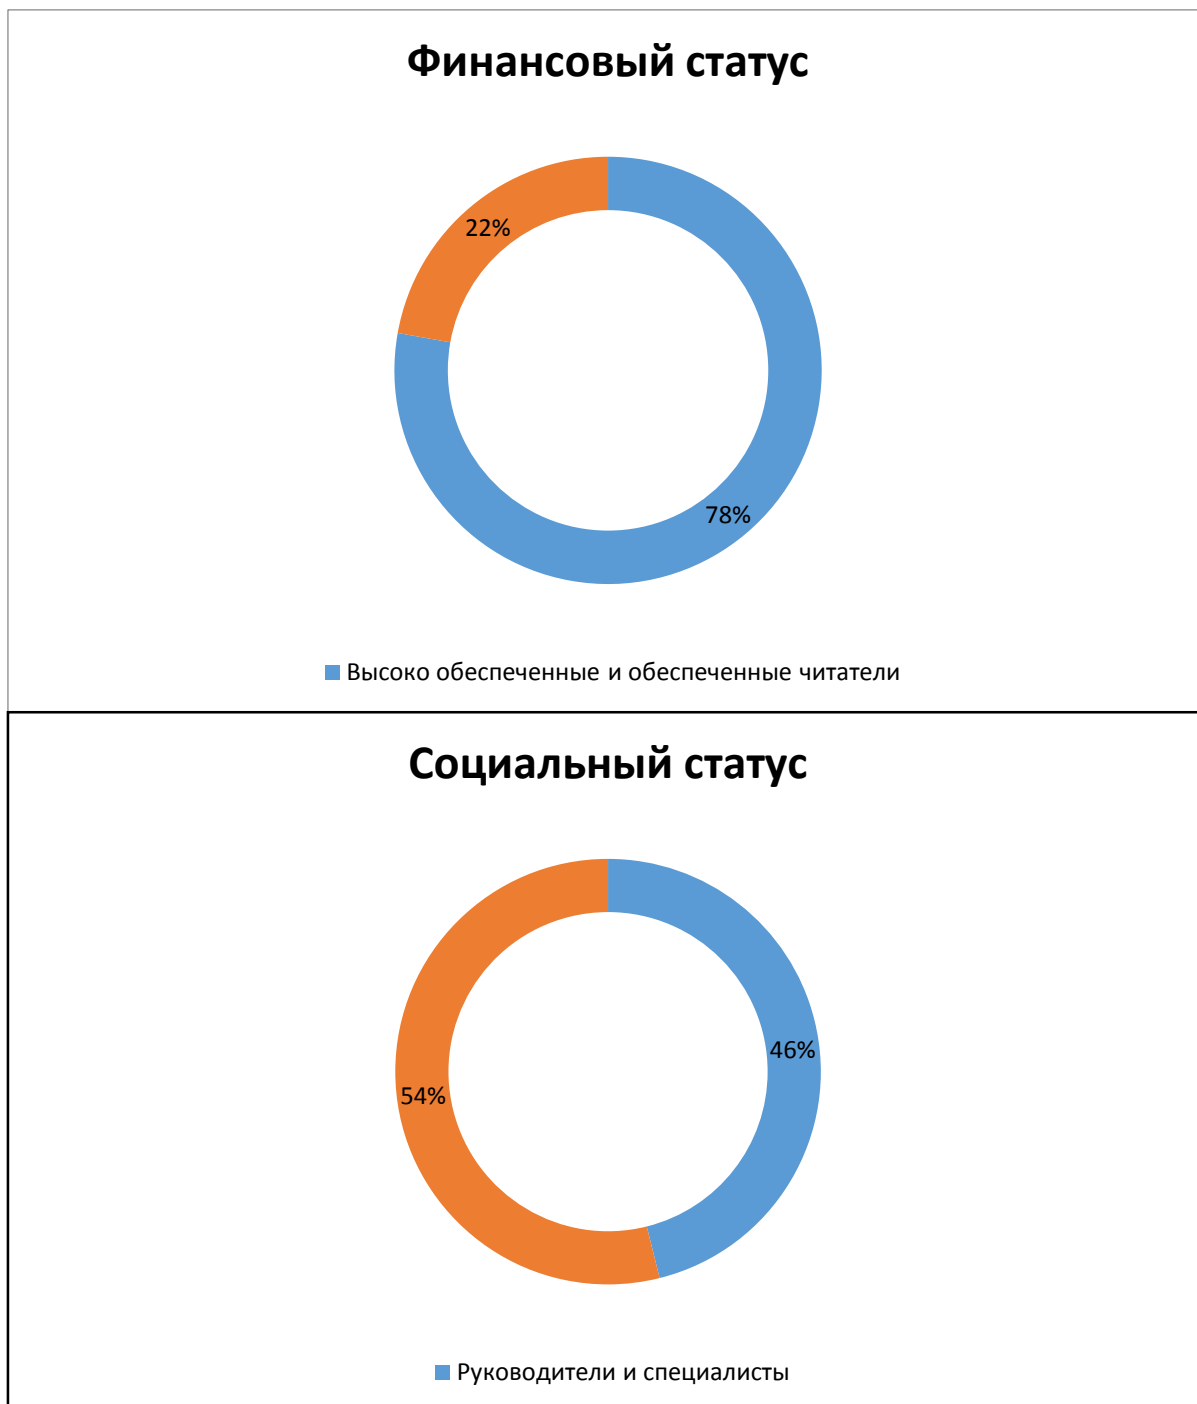 Финансовый статус
22%
78%
Высоко обеспеченные и обеспеченные читатели
Социальный статус
46%
54%
Руководители и специалисты